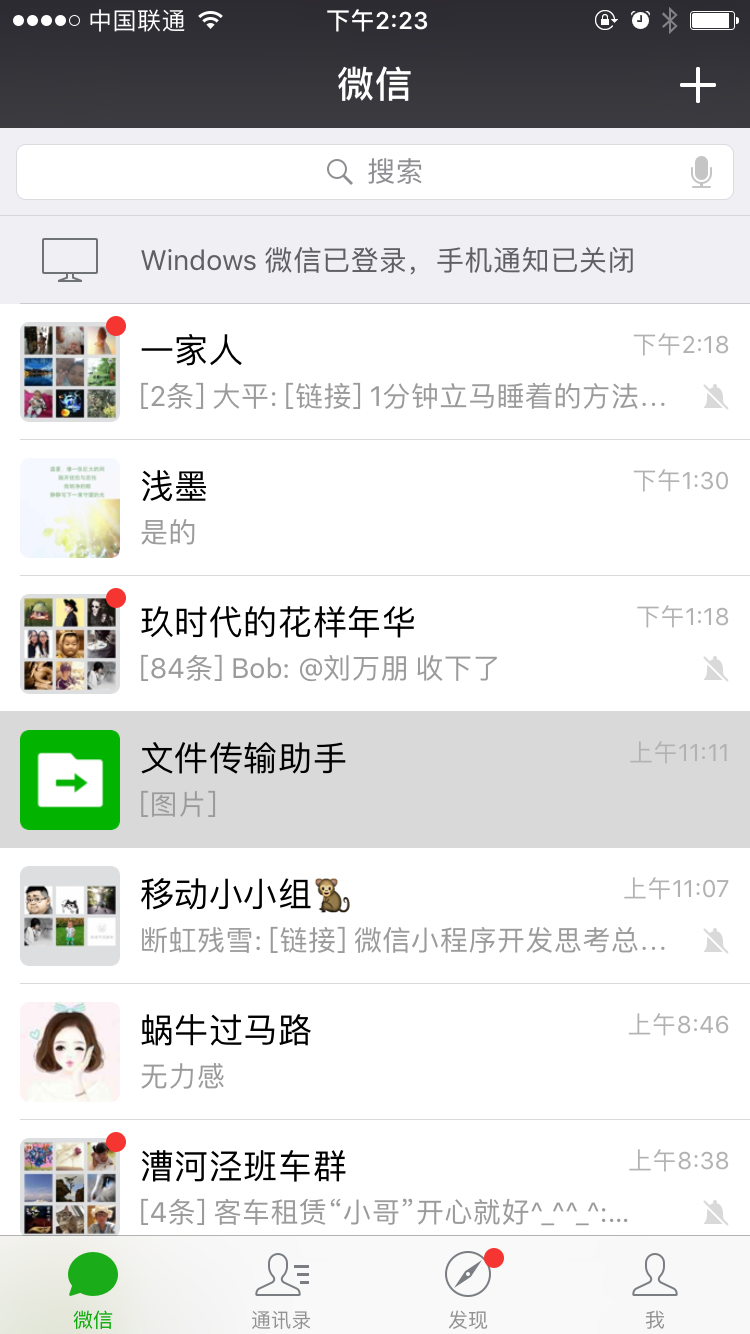 中国联通 下午2:23
微信
搜索
Windows 微信已登录，手机通知已关闭
一家人 下午2:18
[2条] 大平: [链接] 1分钟立马睡着的方法...
浅墨 下午1:30
是的
玖时代的花样年华 下午1:18
[84条] Bob: @刘万朋 收下了
文件传输助手 上午11:11
[图片]
移动小小组🐒 上午11:07
断虹残雪: [链接] 微信小程序开发思考总...
蜗牛过马路 上午8:46
无力感
漕河泾班车群 上午8:38
[4条] 客车租赁“小哥”开心就好^_^^_^:...
微信 通讯录 发现 我